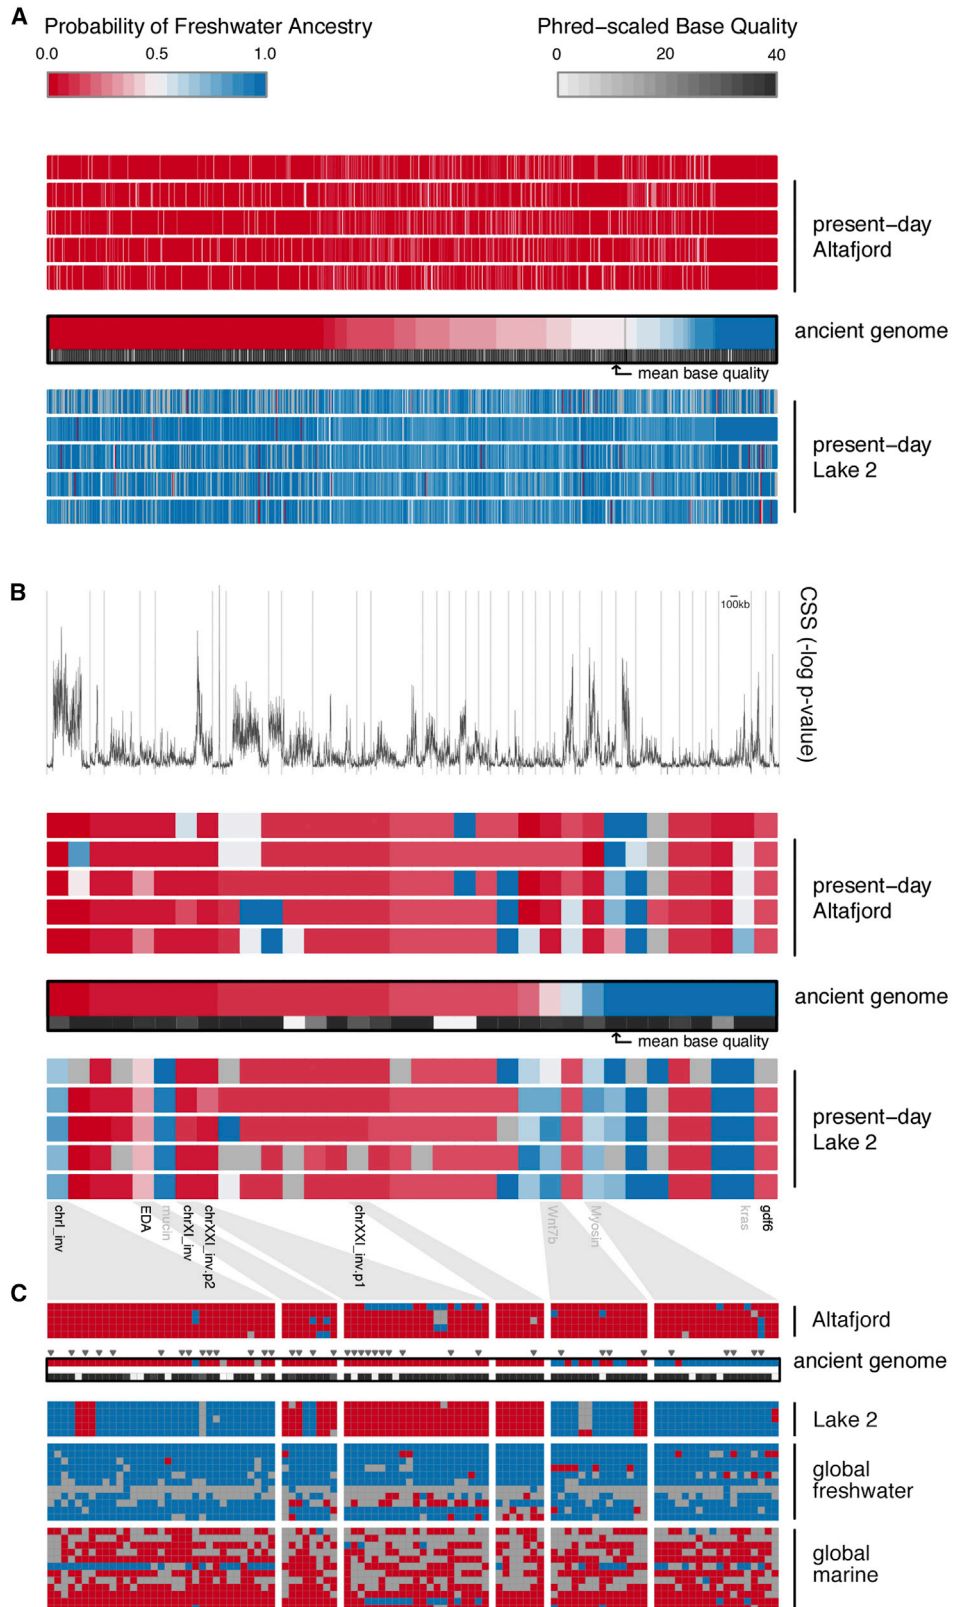 A
Probability of Freshwater Ancestry
Phred−scaled Base Quality
0.0 0.5 1.0
0 20 40
present−day
Altafjord
ancient genome
mean base quality
present−day
Lake 2
B
100kb
CSS (-log p-value)
present−day
Altafjord
ancient genome
mean base quality
present−day
Lake 2
chrI_inv
EDA
mucin
chrXI_inv
chrXXI_inv.p2
chrXXI_inv.p1
Wnt7b
Myosin
kras
gdf6
C
Altafjord
ancient genome
Lake 2
global
freshwater
global
marine